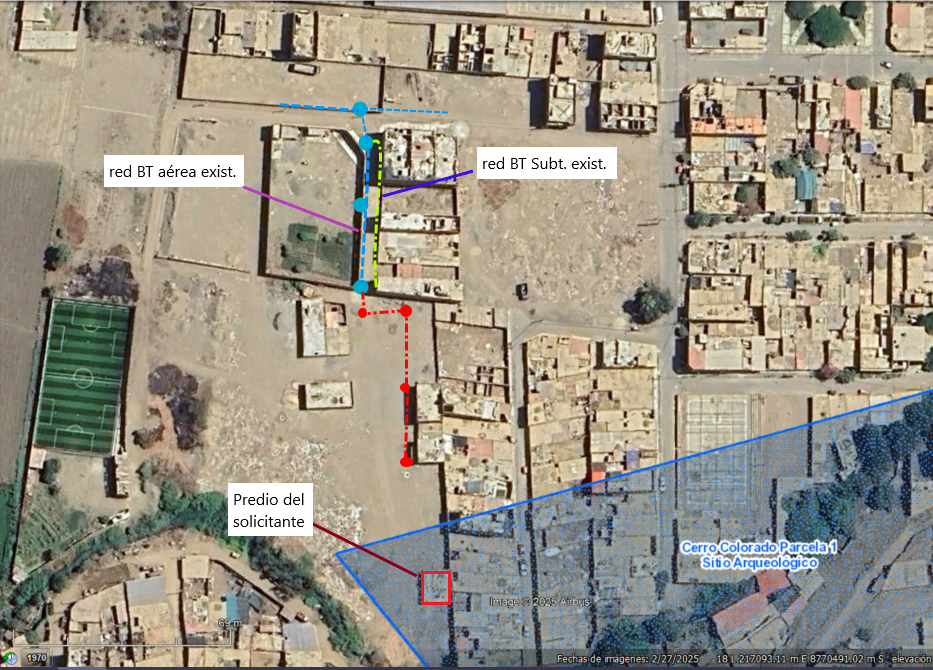 red BT aérea exist.
red BT Subt. exist.
Predio del
solicitante
Cerro Colorado Parcela 1
Sitio Arqueológico
Image © 2025 Airbus
69 m
1970
Fechas de imágenes: 2/27/2025 18 L 217093.11 m E 8770491.02 m S elevación